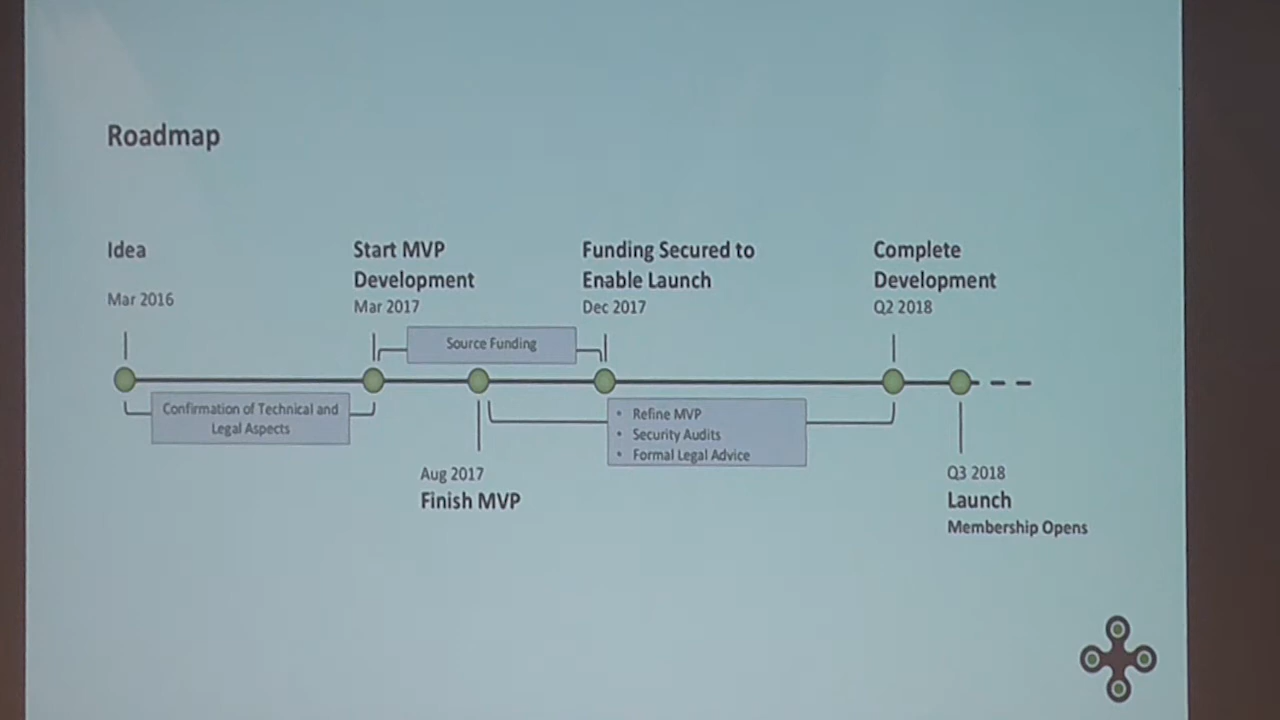 Roadmap
Idea
Mar 2016
Start MVP
Development
Mar 2017
Funding Secured to
Enable Launch
Dec 2017
Complete
Development
Q2 2018
Source Funding
Confirmation of Technical and
Legal Aspects
• Refine MVP
• Security Audits
• Formal Legal Advice
Aug 2017
Finish MVP
Q3 2018
Launch
Membership Opens